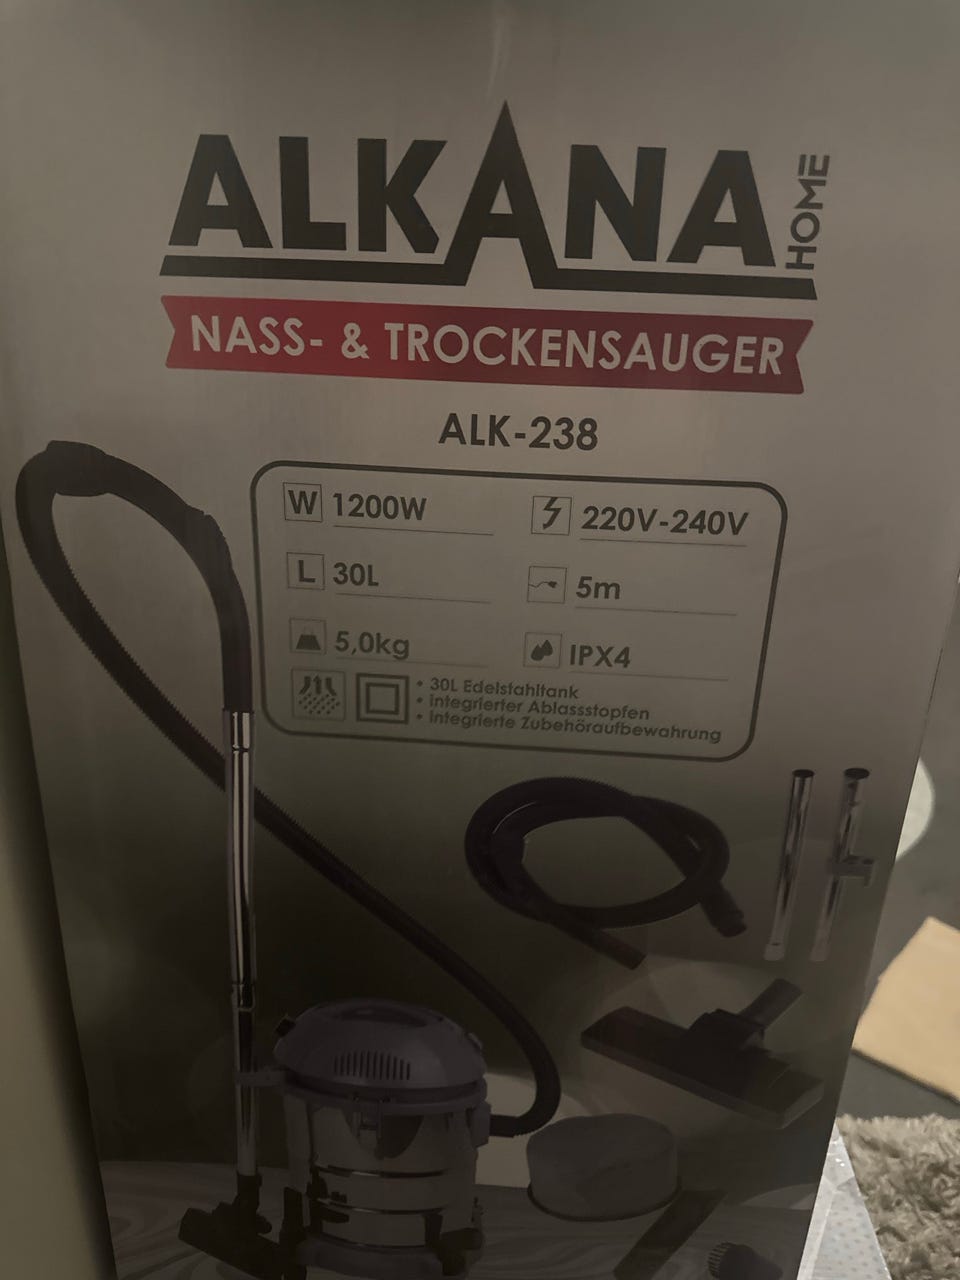 ALKANA HOME
NASS- & TROCKENSAUGER
ALK-238
W 1200W
220V-240V
L 30L
5m
5,0kg
IPX4
• 30L Edelstahltank
• integrierter Ablassstopfen
• integrierte Zubehöraufbewahrung